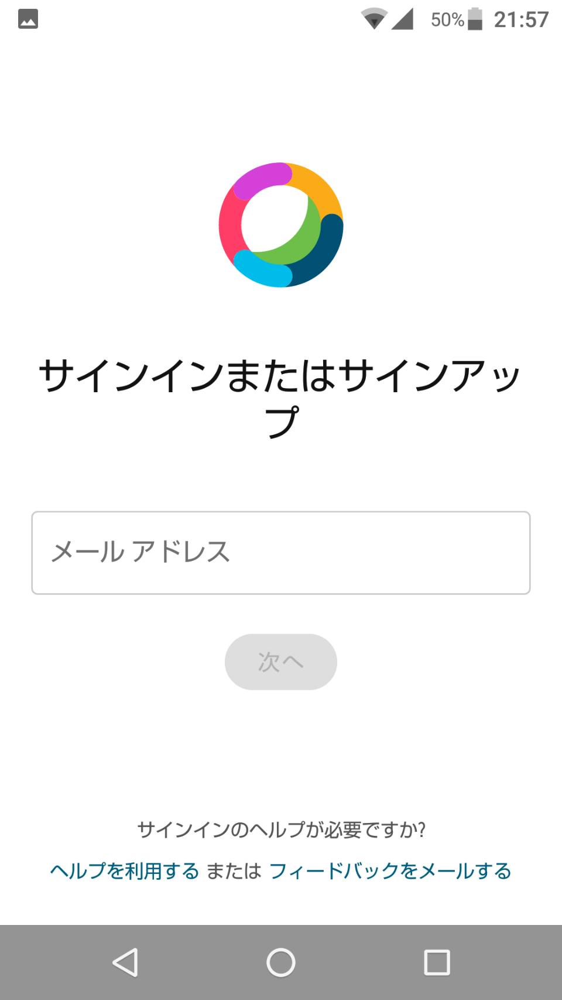 50% 21:57
サインインまたはサインアッ
プ
メール アドレス
次へ
サインインのヘルプが必要ですか?
ヘルプを利用する または フィードバックをメールする